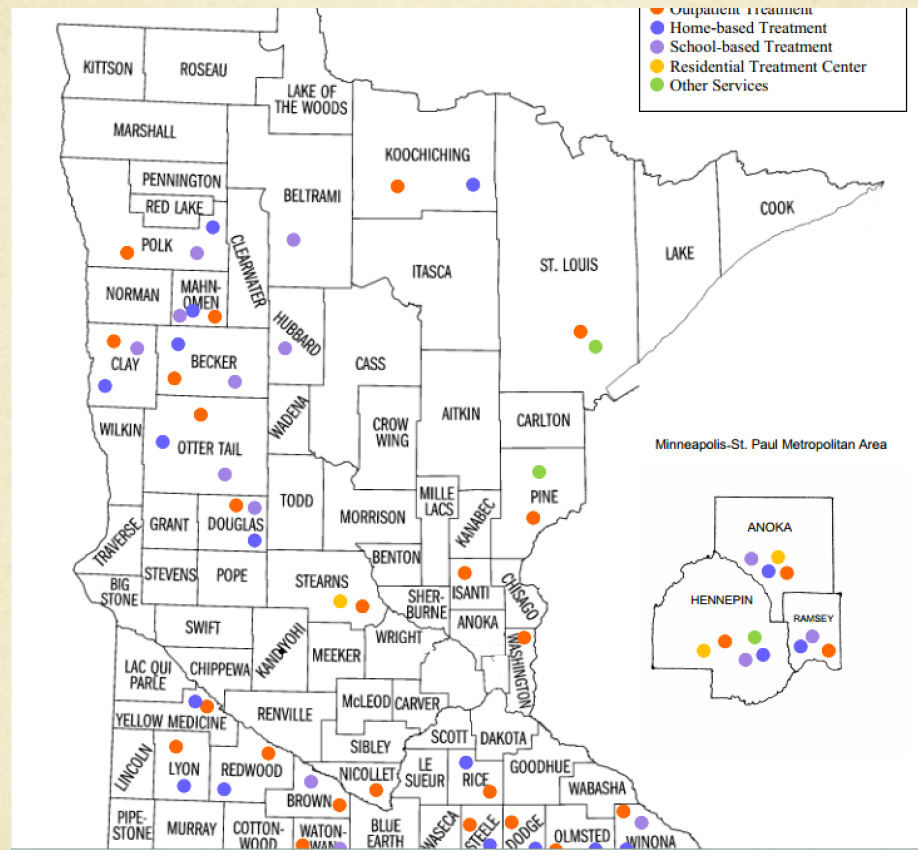 Outpatient Treatment
Home-based Treatment
School-based Treatment
Residential Treatment Center
Other Services
KITTSON
ROSEAU
LAKE OF
THE WOODS
MARSHALL
KOOCHICHING
PENNINGTON
RED LAKE
BELTRAMI
POLK
CLEARWATER
COOK
LAKE
ST. LOUIS
ITASCA
NORMAN
MAHN-
OMEN
HUBBARD
CLAY
BECKER
CASS
WADENA
AITKIN
CARLTON
CROW
WING
WILKIN
OTTER TAIL
Minneapolis-St. Paul Metropolitan Area
TODD
MILLE
LACS
KANABEC
PINE
GRANT
DOUGLAS
MORRISON
TRAVERSE
BENTON
ANOKA
STEVENS
POPE
STEARNS
BIG
STONE
SHER-
BURNE
ISANTI
CHISAGO
HENNEPIN
RAMSEY
SWIFT
KANDIYOHI
WRIGHT
ANOKA
WASHINGTON
MEEKER
LAC QUI
PARLE
CHIPPEWA
McLEOD
CARVER
YELLOW MEDICINE
RENVILLE
SCOTT
DAKOTA
SIBLEY
LINCOLN
LYON
REDWOOD
NICOLLET
LE
SUEUR
RICE
GOODHUE
WABASHA
BROWN
PIPE-
STONE
MURRAY
COTTON-
WOOD
WATON-
WAN
BLUE
EARTH
WASECA
STEELE
DODGE
OLMSTED
WINONA